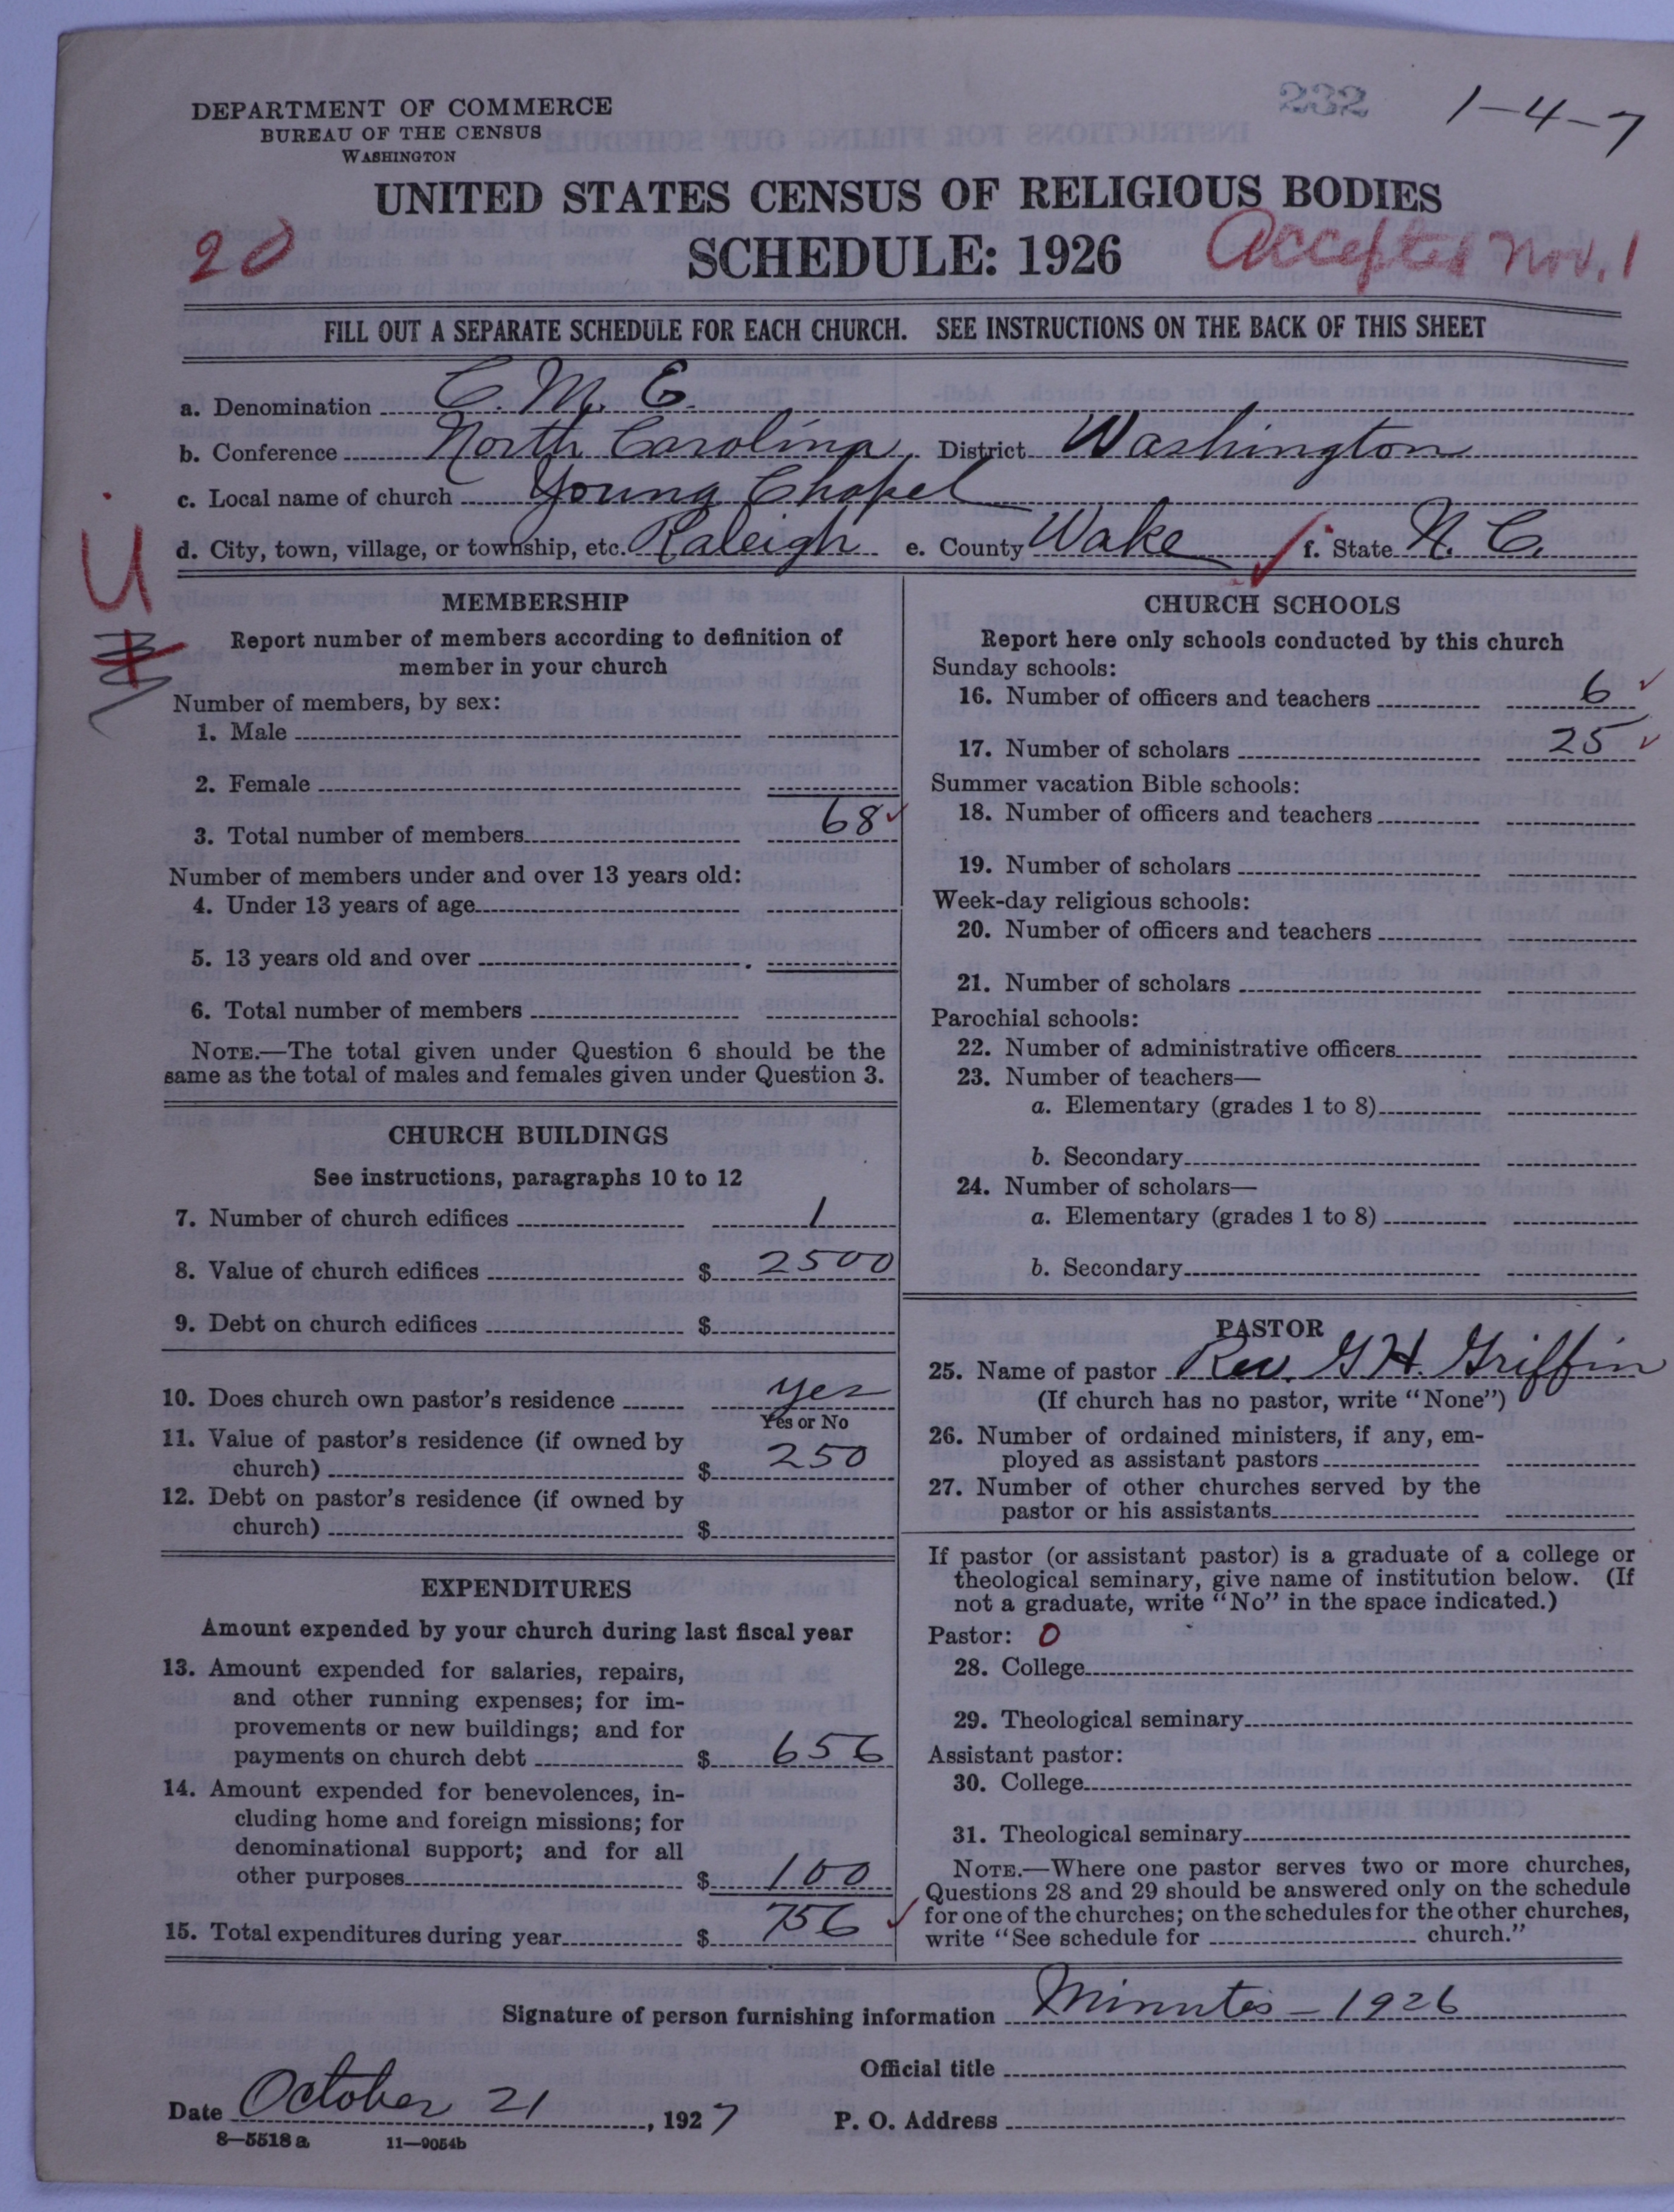 232
1-4-7
DEPARTMENT OF COMMERCE
BUREAU OF THE CENSUS
WASHINGTON
UNITED STATES CENSUS OF RELIGIOUS BODIES
20
SCHEDULE: 1926
Accepted Nov. 1
FILL OUT A SEPARATE SCHEDULE FOR EACH CHURCH. SEE INSTRUCTIONS ON THE BACK OF THIS SHEET
a. Denomination C. M. E.
b. Conference North Carolina, District Washington
c. Local name of church Young Chapel
d. City, town, village, or township, etc. Raleigh e. County Wake f. State N. C.
U
MEMBERSHIP
Report number of members according to definition of
member in your church
Number of members, by sex:
1. Male
2. Female
3. Total number of members 68 ✓
Number of members under and over 13 years old:
4. Under 13 years of age
5. 13 years old and over
6. Total number of members
NOTE.—The total given under Question 6 should be the
same as the total of males and females given under Question 3.
CHURCH BUILDINGS
See instructions, paragraphs 10 to 12
7. Number of church edifices 1
8. Value of church edifices $ 2500
9. Debt on church edifices $
10. Does church own pastor's residence yes
Yes or No
11. Value of pastor's residence (if owned by
church) $ 250
12. Debt on pastor's residence (if owned by
church) $
EXPENDITURES
Amount expended by your church during last fiscal year
13. Amount expended for salaries, repairs,
and other running expenses; for im-
provements or new buildings; and for
payments on church debt $ 656
14. Amount expended for benevolences, in-
cluding home and foreign missions; for
denominational support; and for all
other purposes $ 100
15. Total expenditures during year $ 756 ✓
CHURCH SCHOOLS
Report here only schools conducted by this church
Sunday schools:
16. Number of officers and teachers 6 ✓
17. Number of scholars 25 ✓
Summer vacation Bible schools:
18. Number of officers and teachers
19. Number of scholars
Week-day religious schools:
20. Number of officers and teachers
21. Number of scholars
Parochial schools:
22. Number of administrative officers
23. Number of teachers—
a. Elementary (grades 1 to 8)
b. Secondary
24. Number of scholars—
a. Elementary (grades 1 to 8)
b. Secondary
PASTOR
25. Name of pastor Rev. G H. Griffin
(If church has no pastor, write "None")
26. Number of ordained ministers, if any, em-
ployed as assistant pastors
27. Number of other churches served by the
pastor or his assistants
If pastor (or assistant pastor) is a graduate of a college or
theological seminary, give name of institution below. (If
not a graduate, write "No" in the space indicated.)
Pastor: 0
28. College
29. Theological seminary
Assistant pastor:
30. College
31. Theological seminary
NOTE.—Where one pastor serves two or more churches,
Questions 28 and 29 should be answered only on the schedule
for one of the churches; on the schedules for the other churches,
write "See schedule for church."
Signature of person furnishing information Minutes - 1926
Official title
Date October 21, 1927 P. O. Address
8—5518 a 11—9054b